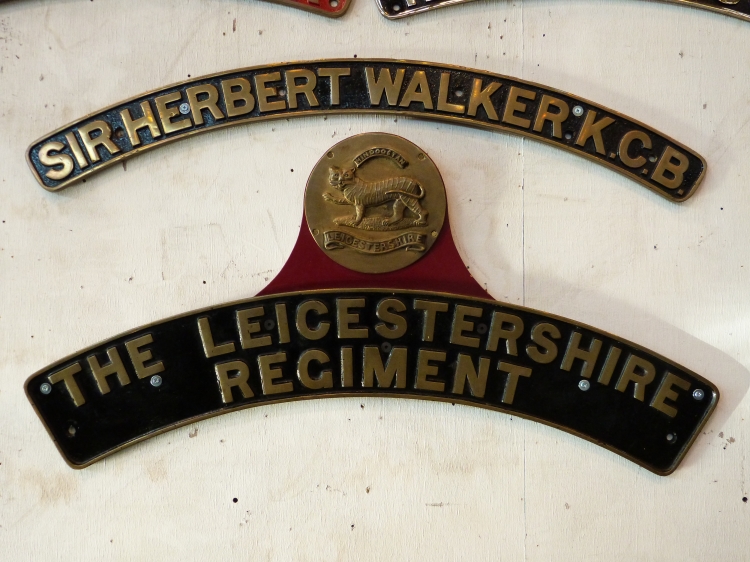 SIR HERBERT WALKER K.C.B
HINDOOSTAN
LEICESTERSHIRE
THE LEICESTERSHIRE
REGIMENT